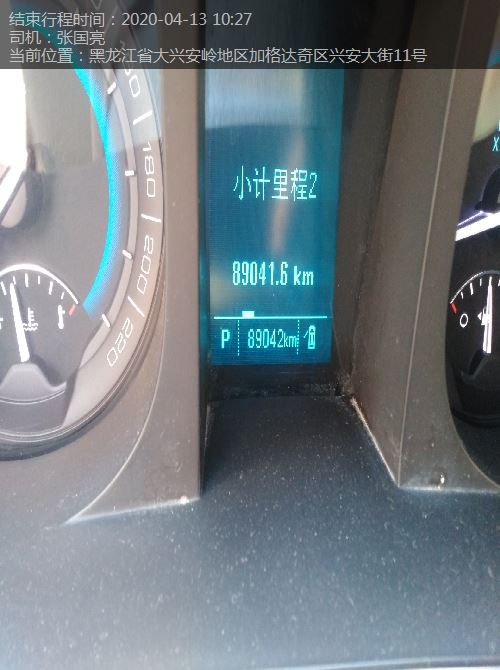 结束行程时间：2020-04-13 10:27
司机：张国亮
当前位置：黑龙江省大兴安岭地区加格达奇区兴安大街11号
180
200
220
小计里程2
89041.6 km
P 89042km
0